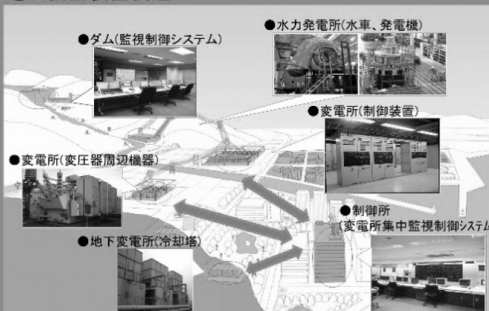 ●ダム(監視制御システム)
●水力発電所(水車、発電機)
●変電所(制御装置)
●変電所(変圧器周辺機器)
●制御所
(変電所集中監視制御システム
●地下変電所(冷却塔)